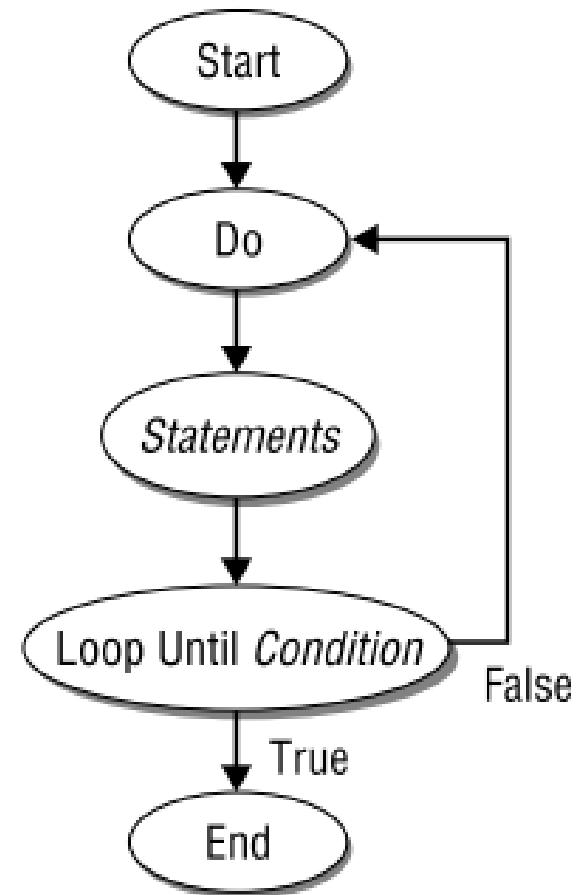 Start
Do
Statements
Loop Until Condition
False
True
End